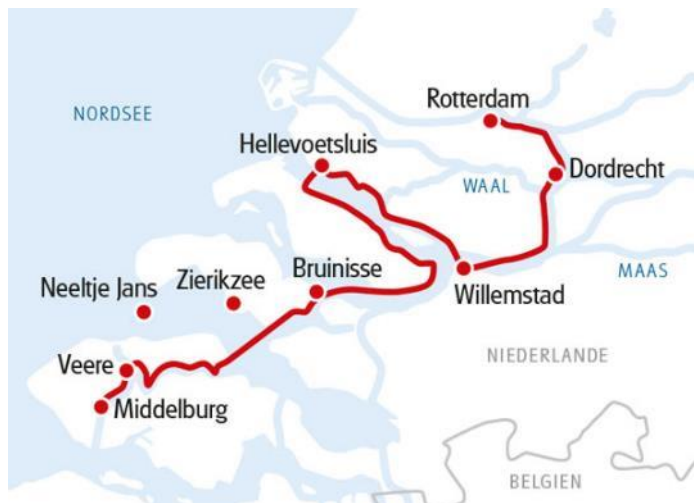 Rotterdam
NORDSEE
Hellevoetsluis
Dordrecht
WAAL
Bruinisse
MAAS
Zierikzee
Neeltje Jans
Willemstad
NIEDERLANDE
Veere
Middelburg
BELGIEN